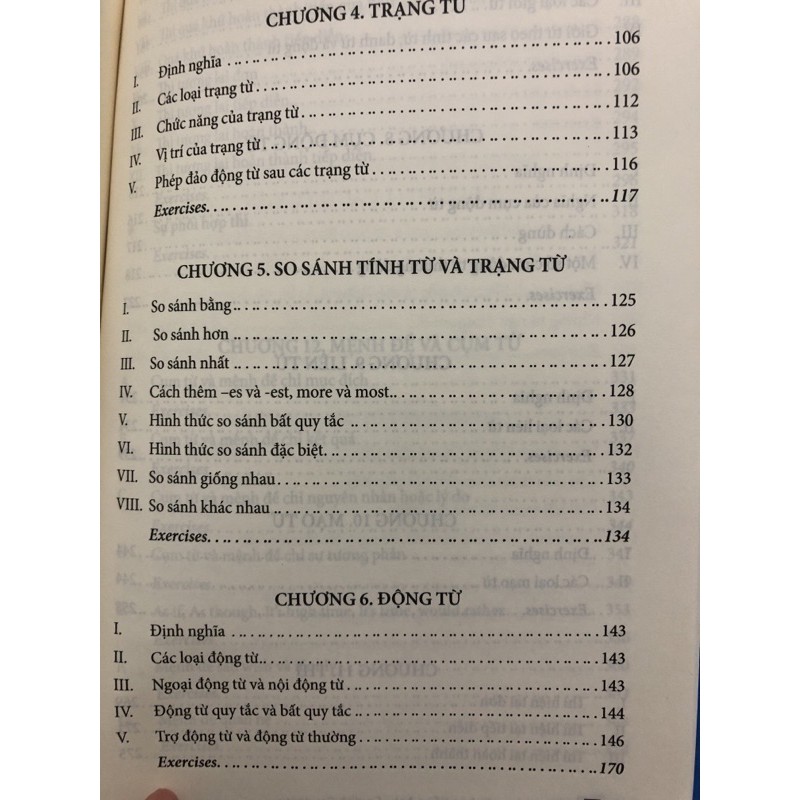 CHƯƠNG 4. TRẠNG TỪ
I. Định nghĩa 106
II. Các loại trạng từ 106
III. Chức năng của trạng từ 112
IV. Vị trí của trạng từ 113
V. Phép đảo động từ sau các trạng từ 116
Exercises 117
CHƯƠNG 5. SO SÁNH TÍNH TỪ VÀ TRẠNG TỪ
I. So sánh bằng 125
II. So sánh hơn 126
III. So sánh nhất 127
IV. Cách thêm –es và -est, more và most 128
V. Hình thức so sánh bất quy tắc 130
VI. Hình thức so sánh đặc biệt 132
VII. So sánh giống nhau 133
VIII. So sánh khác nhau 134
Exercises 134
CHƯƠNG 6. ĐỘNG TỪ
I. Định nghĩa 143
II. Các loại động từ 143
III. Ngoại động từ và nội động từ 143
IV. Động từ quy tắc và bất quy tắc 144
V. Trợ động từ và động từ thường 146
Exercises 170